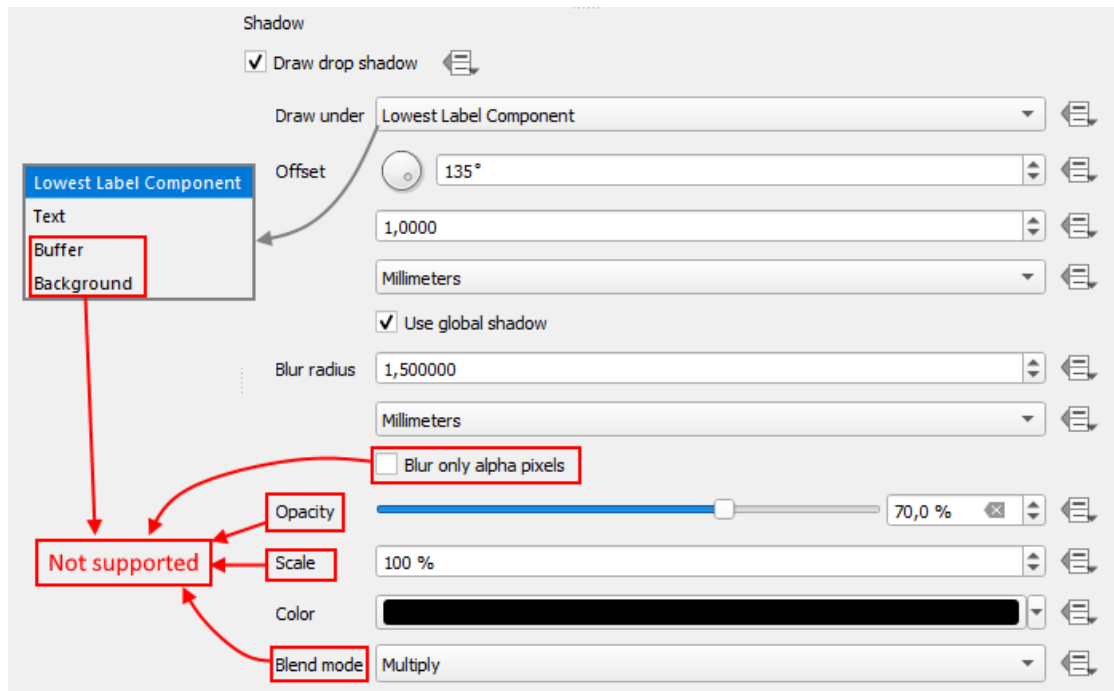 Shadow
Draw drop shadow
Draw under Lowest Label Component
Lowest Label Component
Text
Buffer
Background
Offset 135°
1,0000
Millimeters
Use global shadow
Blur radius 1,500000
Millimeters
Blur only alpha pixels
Opacity 70,0 %
Not supported
Scale 100 %
Color
Blend mode Multiply